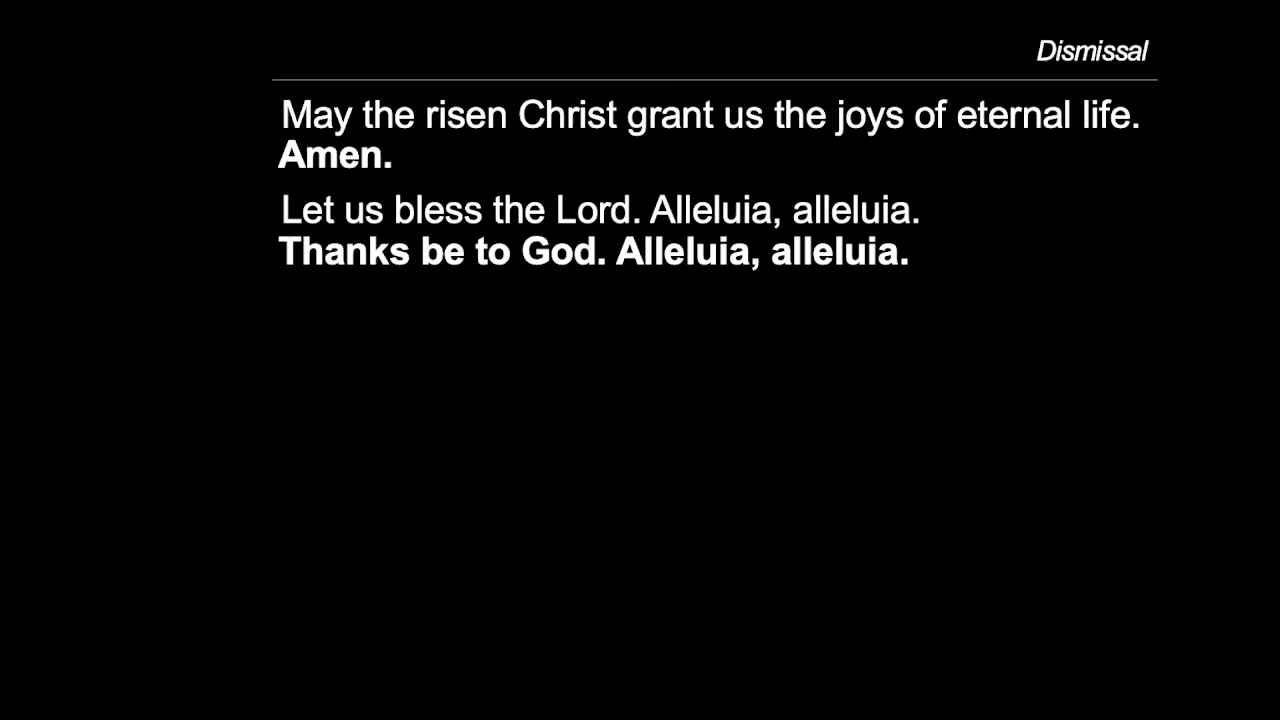 Dismissal
May the risen Christ grant us the joys of eternal life.
Amen.
Let us bless the Lord. Alleluia, alleluia.
Thanks be to God. Alleluia, alleluia.